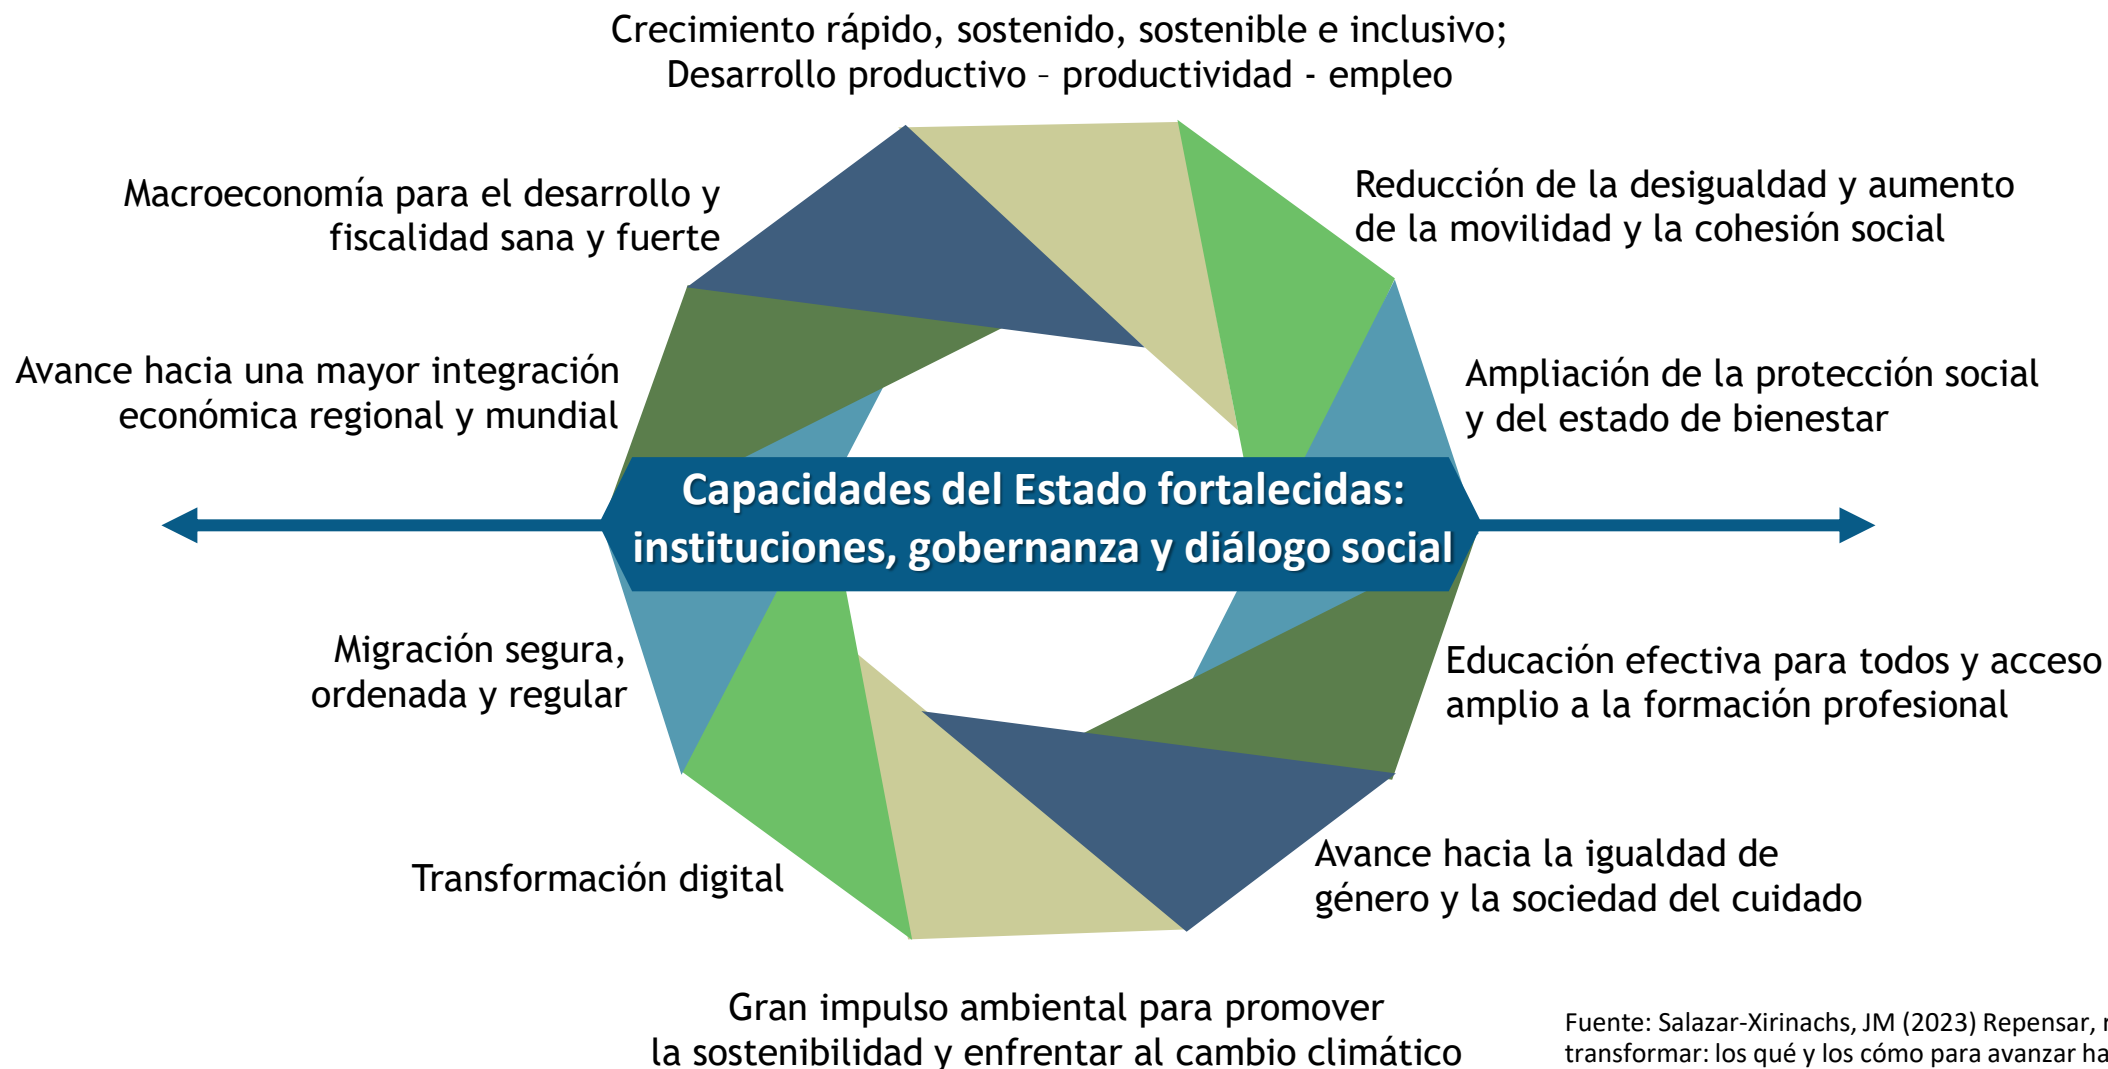 Crecimiento rápido, sostenido, sostenible e inclusivo;
Desarrollo productivo – productividad - empleo
Macroeconomía para el desarrollo y
fiscalidad sana y fuerte
Reducción de la desigualdad y aumento
de la movilidad y la cohesión social
Avance hacia una mayor integración
económica regional y mundial
Ampliación de la protección social
y del estado de bienestar
Capacidades del Estado fortalecidas:
instituciones, gobernanza y diálogo social
Migración segura,
ordenada y regular
Educación efectiva para todos y acceso
amplio a la formación profesional
Transformación digital
Avance hacia la igualdad de
género y la sociedad del cuidado
Gran impulso ambiental para promover
la sostenibilidad y enfrentar al cambio climático
Fuente: Salazar-Xirinachs, JM (2023) Repensar,
transformar: los qué y los cómo para avanzar